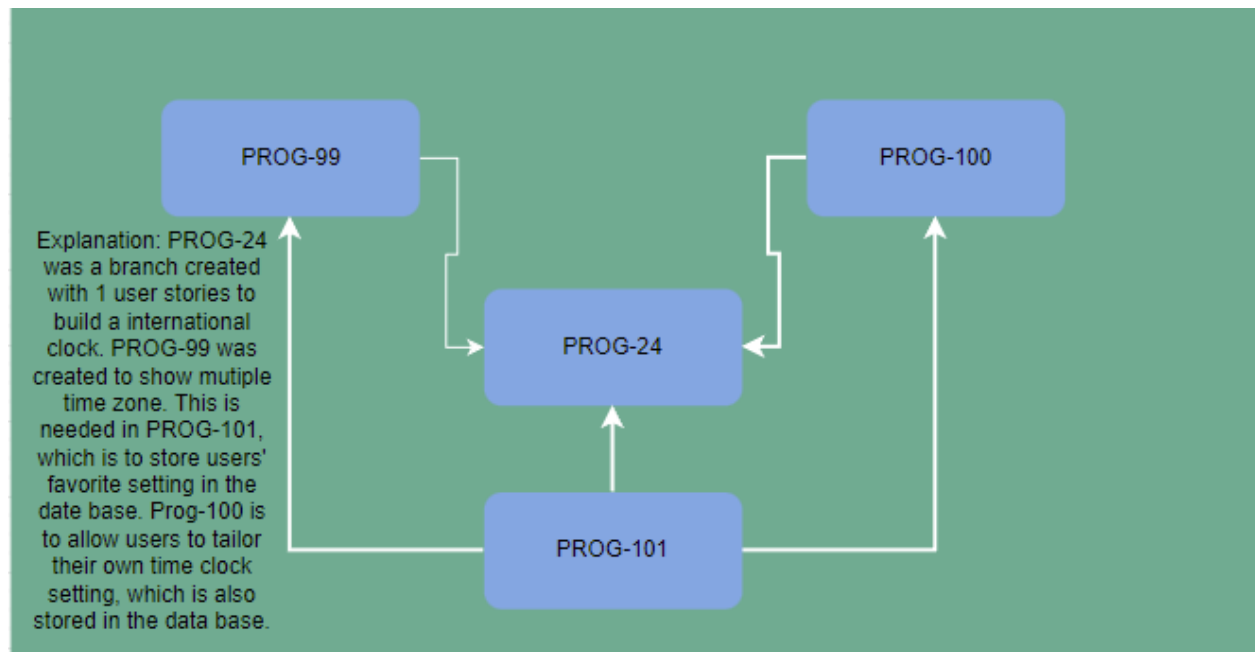 PROG-99
PROG-100
Explanation: PROG-24
was a branch created
with 1 user stories to
build a international
clock. PROG-99 was
created to show mutiple
time zone. This is
needed in PROG-101,
which is to store users'
favorite setting in the
date base. Prog-100 is
to allow users to tailor
their own time clock
setting, which is also
stored in the data base.
PROG-24
PROG-101